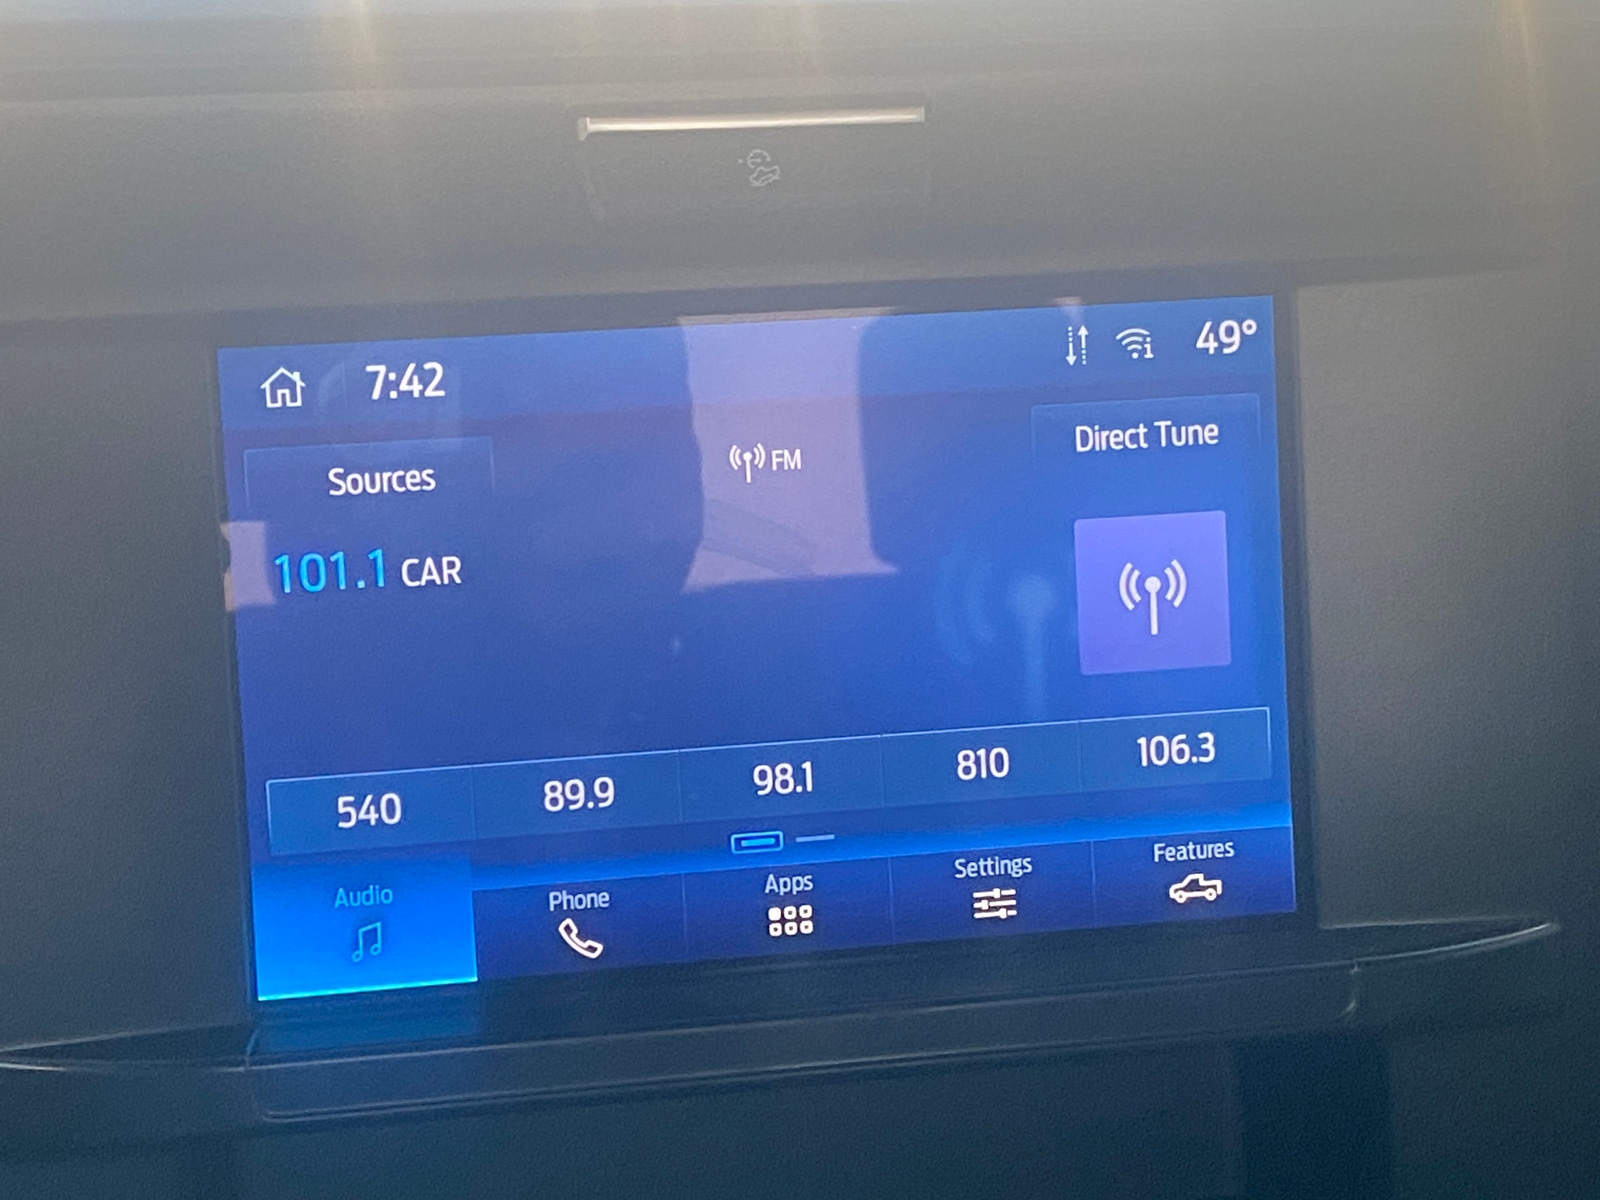 7:42
49°
Sources
FM
Direct Tune
101.1 CAR
540
89.9
98.1
810
106.3
Audio
Phone
Apps
Settings
Features